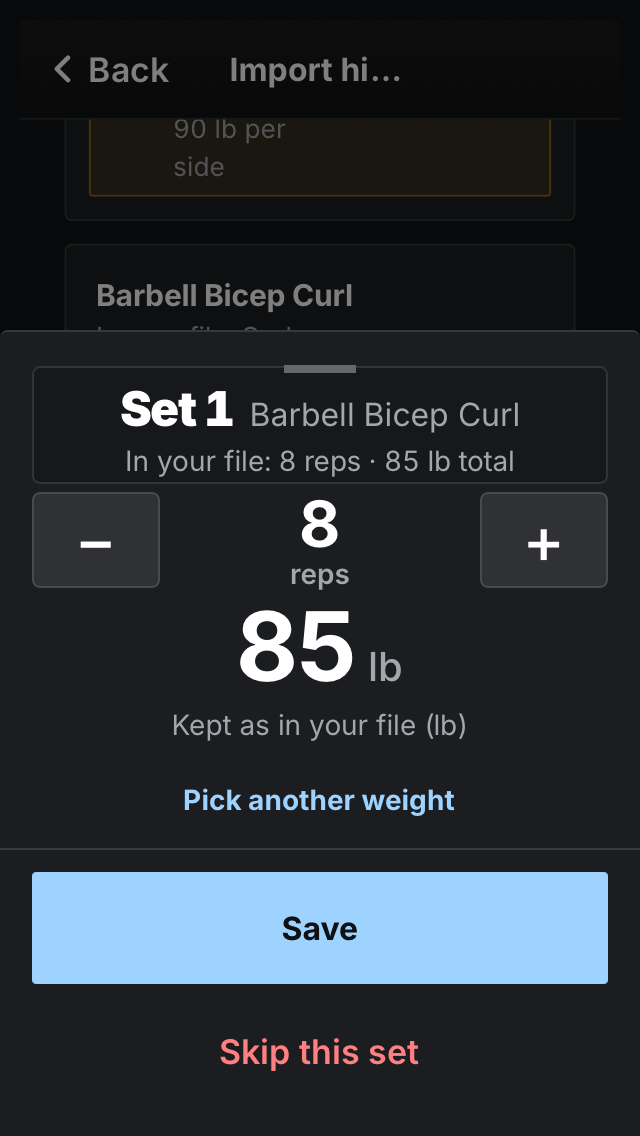 Back
Import hi...
90 lb per
side
Barbell Bicep Curl
Set 1 Barbell Bicep Curl
In your file: 8 reps · 85 lb total
−
8
+
reps
85 lb
Kept as in your file (lb)
Pick another weight
Save
Skip this set